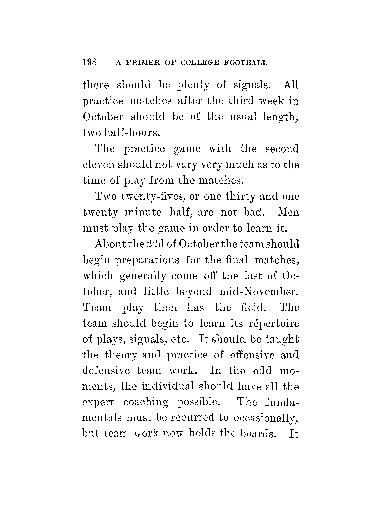 198 A PRIMER OF COLLEGE FOOTBALL
there should be plenty of signals. All
practice matches after the third week in
October should be of the usual length,
two half-hours.
The practice game with the second
eleven should not vary very much as to the
time of play from the matches.
Two twenty-fives, or one thirty and one
twenty minute half, are not bad. Men
must play the game in order to learn it.
About the 22d of October the team should
begin preparations for the final matches,
which generally come off the last of Oc-
tober, and little beyond mid-November.
Team play then has the field. The
team should begin to learn its répertoire
of plays, signals, etc. It should be taught
the theory and practice of offensive and
defensive team work. In the odd mo-
ments, the individual should have all the
expert coaching possible. The funda-
mentals must be recurred to occasionally,
but team work now holds the boards. It